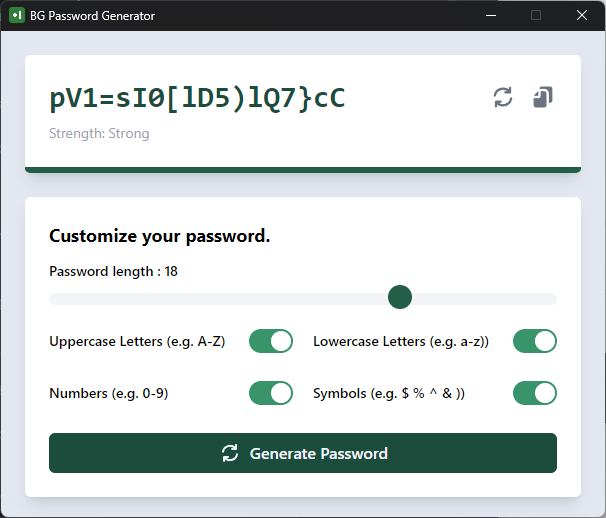 BG Password Generator
pV1=sI0[lD5)lQ7}cC
Strength: Strong
Customize your password.
Password length : 18
Uppercase Letters (e.g. A-Z)
Lowercase Letters (e.g. a-z))
Numbers (e.g. 0-9)
Symbols (e.g. $ % ^ & ))
Generate Password